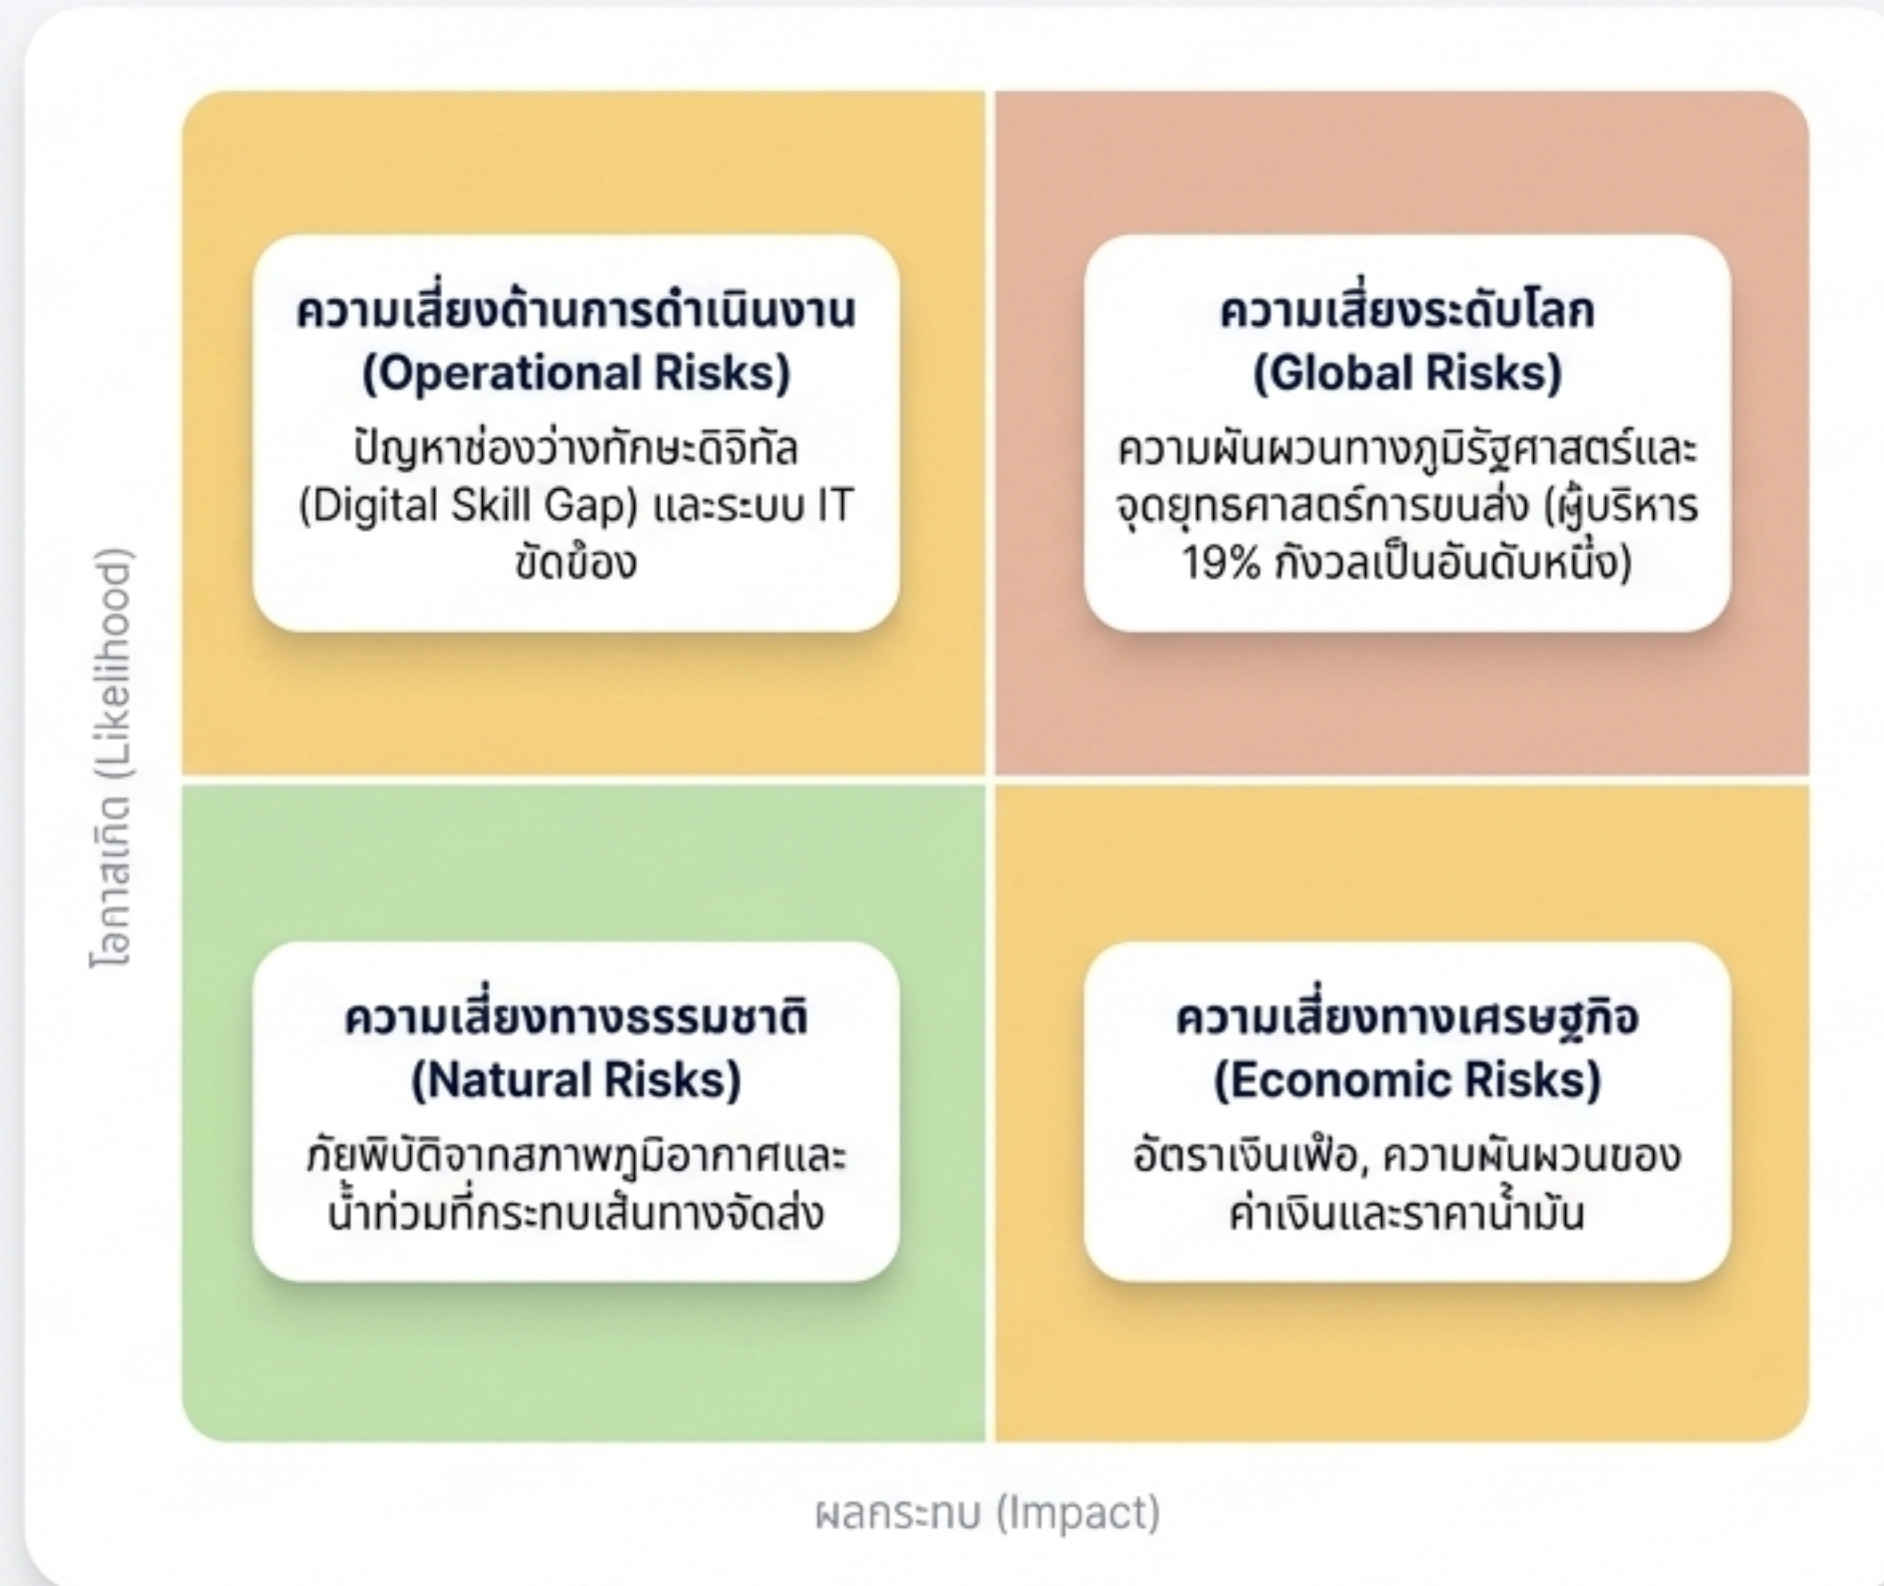 ความเสี่ยงด้านการดำเนินงาน
(Operational Risks)
ปัญหาช่องว่างทักษะดิจิทัล
(Digital Skill Gap) และระบบ IT
ขัดข้อง
ความเสี่ยงระดับโลก
(Global Risks)
ความผันผวนทางภูมิรัฐศาสตร์และ
จุดยุทธศาสตร์การขนส่ง (ผู้บริหาร
19% กังวลเป็นอันดับหนึ่ง)
โอกาสเกิด (Likelihood)
ความเสี่ยงทางธรรมชาติ
(Natural Risks)
ภัยพิบัติจากสภาพภูมิอากาศและ
น้ำท่วมที่กระทบเส้นทางจัดส่ง
ความเสี่ยงทางเศรษฐกิจ
(Economic Risks)
อัตราเงินเฟ้อ, ความผันผวนของ
ค่าเงินและราคาน้ำมัน
ผลกระทบ (Impact)